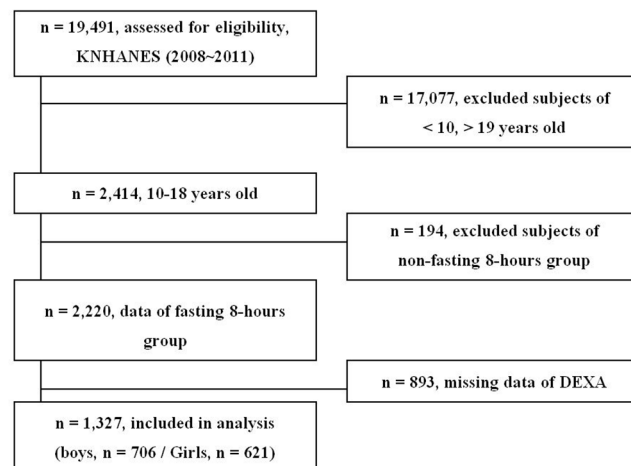 n = 19,491, assessed for eligibility,
KNHANES (2008~2011)
n = 17,077, excluded subjects of
< 10, > 19 years old
n = 2,414, 10-18 years old
n = 194, excluded subjects of
non-fasting 8-hours group
n = 2,220, data of fasting 8-hours
group
n = 893, missing data of DEXA
n = 1,327, included in analysis
(boys, n = 706 / Girls, n = 621)